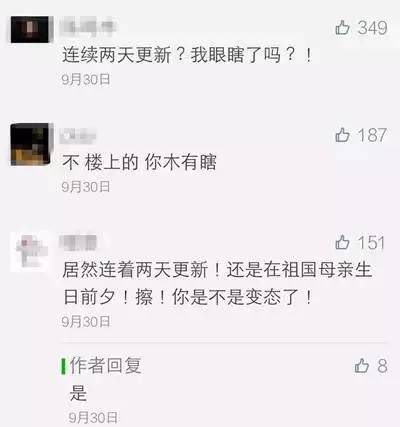 349
连续两天更新？我眼瞎了吗？！
9月30日
187
不 楼上的 你木有瞎
9月30日
151
居然连着两天更新！还是在祖国母亲生
日前夕！擦！你是不是变态了！
9月30日
作者回复 8
是
9月30日